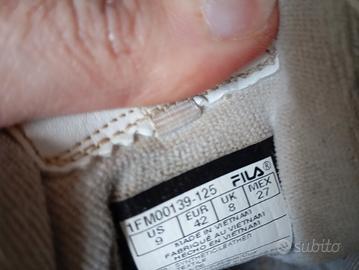 FILA®
1FM00139-125
US EUR UK MEX
9 42 8 27
MADE IN VIETNAM
FABRIQUÉ AU VIETNAM
HECHO EN VIETNAM
subito